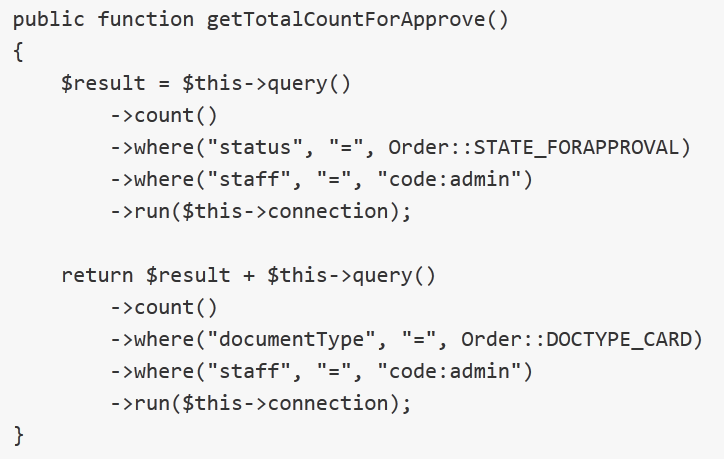 public function getTotalCountForApprove()
{
    $result = $this->query()
        ->count()
        ->where("status", "=", Order::STATE_FORAPPROVAL)
        ->where("staff", "=", "code:admin")
        ->run($this->connection);

    return $result + $this->query()
        ->count()
        ->where("documentType", "=", Order::DOCTYPE_CARD)
        ->where("staff", "=", "code:admin")
        ->run($this->connection);
}